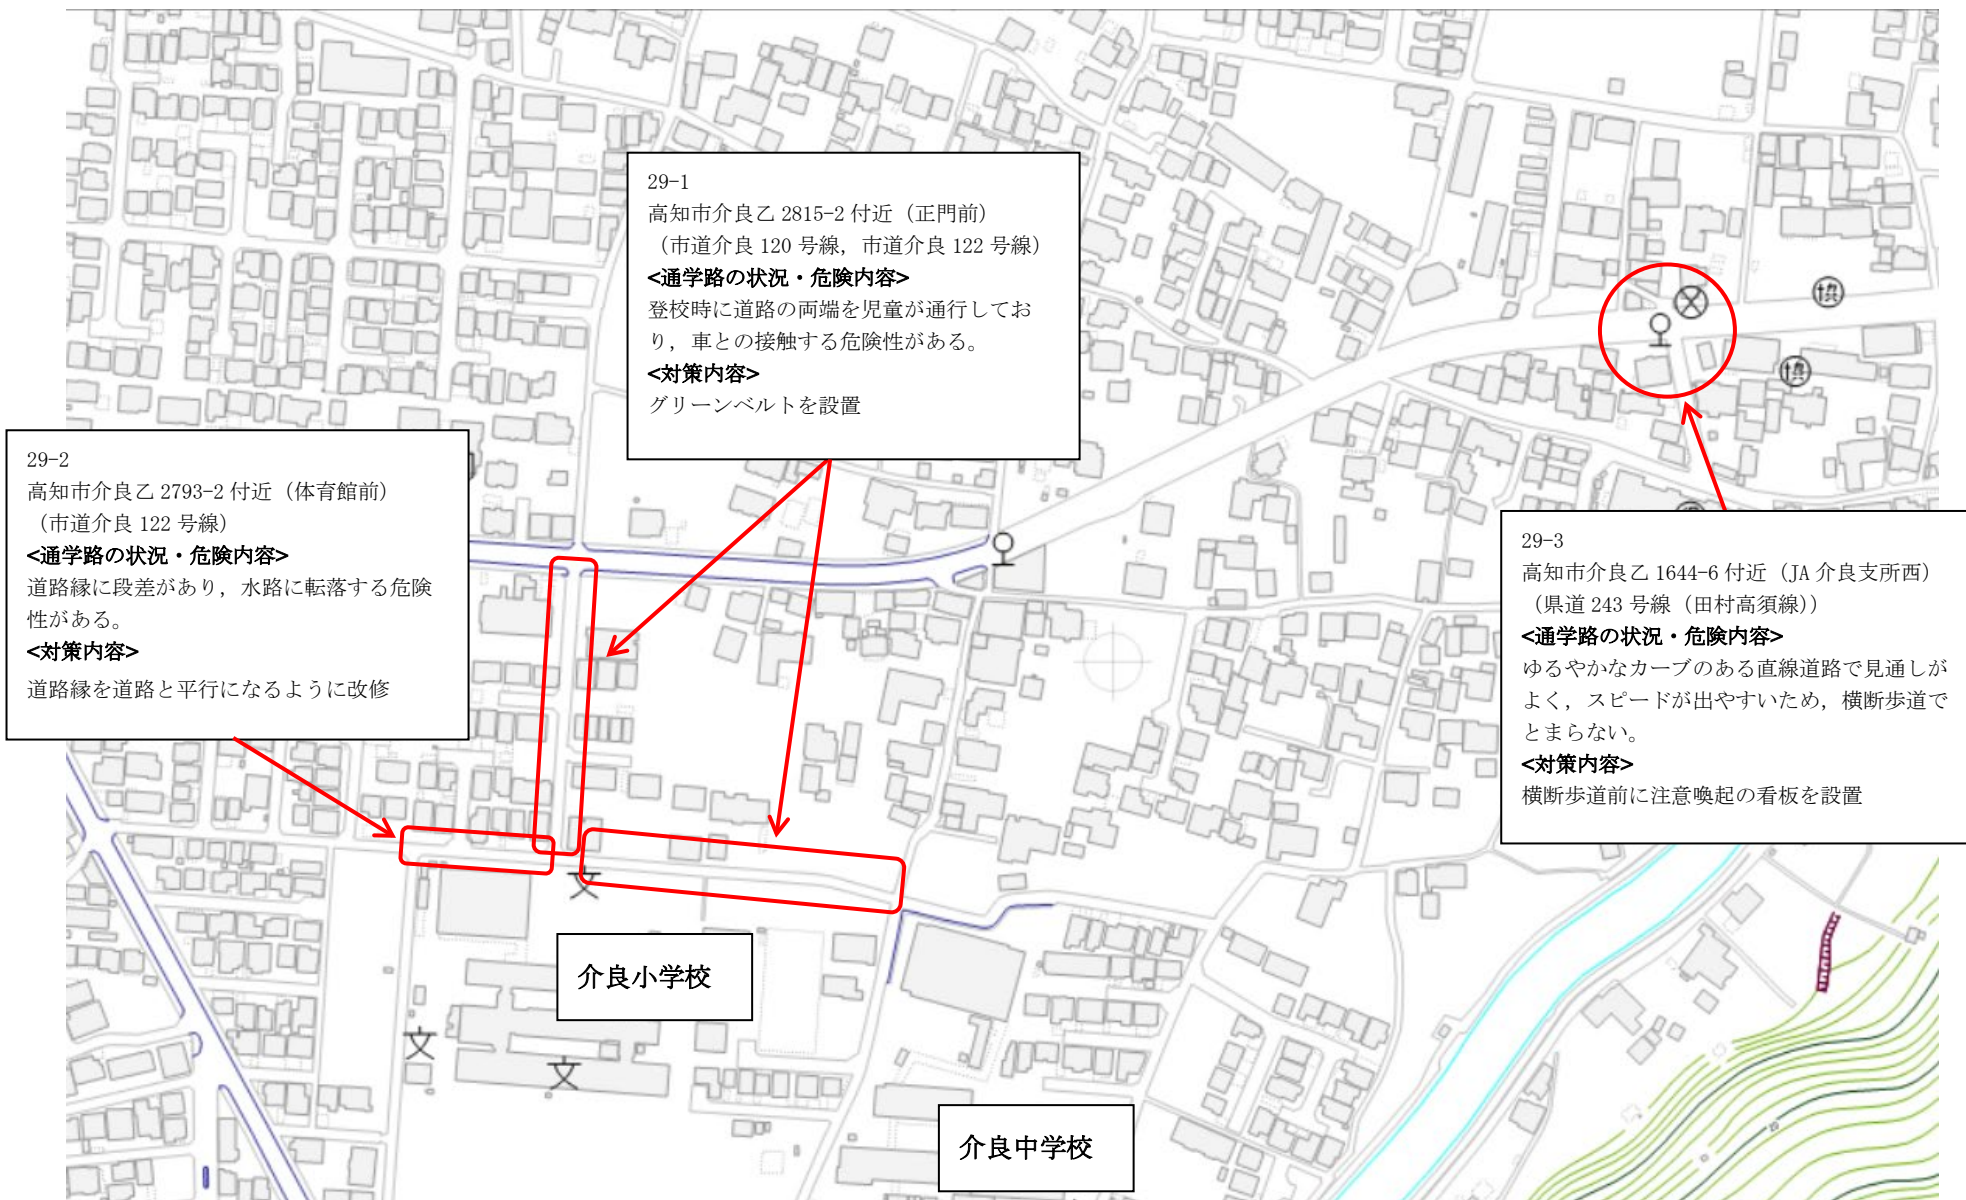 29-1
高知市介良乙 2815-2 付近（正門前）
（市道介良 120 号線，市道介良 122 号線）
<通学路の状況・危険内容>
登校時に道路の両端を児童が通行してお
り，車との接触する危険性がある。
<対策内容>
グリーンベルトを設置
29-2
高知市介良乙 2793-2 付近（体育館前）
（市道介良 122 号線）
<通学路の状況・危険内容>
道路縁に段差があり，水路に転落する危険
性がある。
<対策内容>
道路縁を道路と平行になるように改修
29-3
高知市介良乙 1644-6 付近（JA 介良支所西）
（県道 243 号線（田村高須線））
<通学路の状況・危険内容>
ゆるやかなカーブのある直線道路で見通しが
よく，スピードが出やすいため，横断歩道で
とまらない。
<対策内容>
横断歩道前に注意喚起の看板を設置
文
介良小学校
文
文
介良中学校